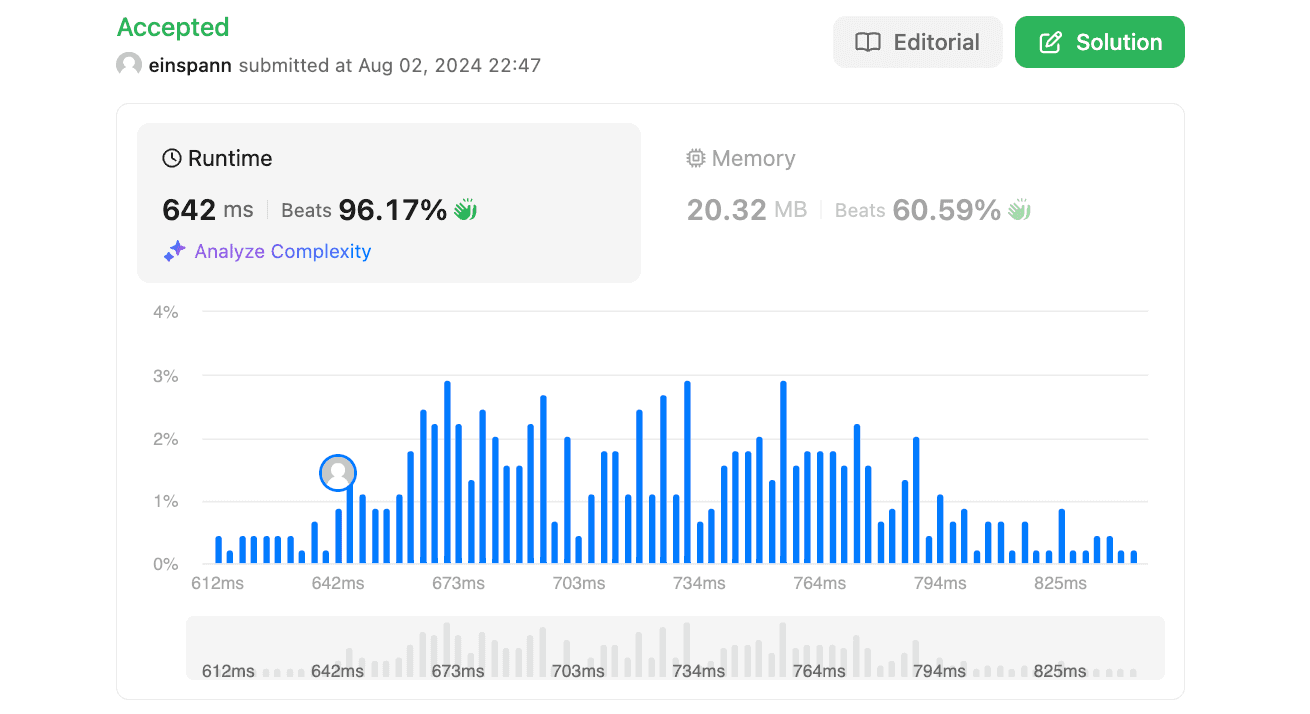 Accepted
einspann submitted at Aug 02, 2024 22:47
Editorial
Solution
Runtime
642 ms Beats 96.17%
Analyze Complexity
Memory
20.32 MB Beats 60.59%
4%
3%
2%
1%
0%
612ms 642ms 673ms 703ms 734ms 764ms 794ms 825ms
612ms 642ms 673ms 703ms 734ms 764ms 794ms 825ms